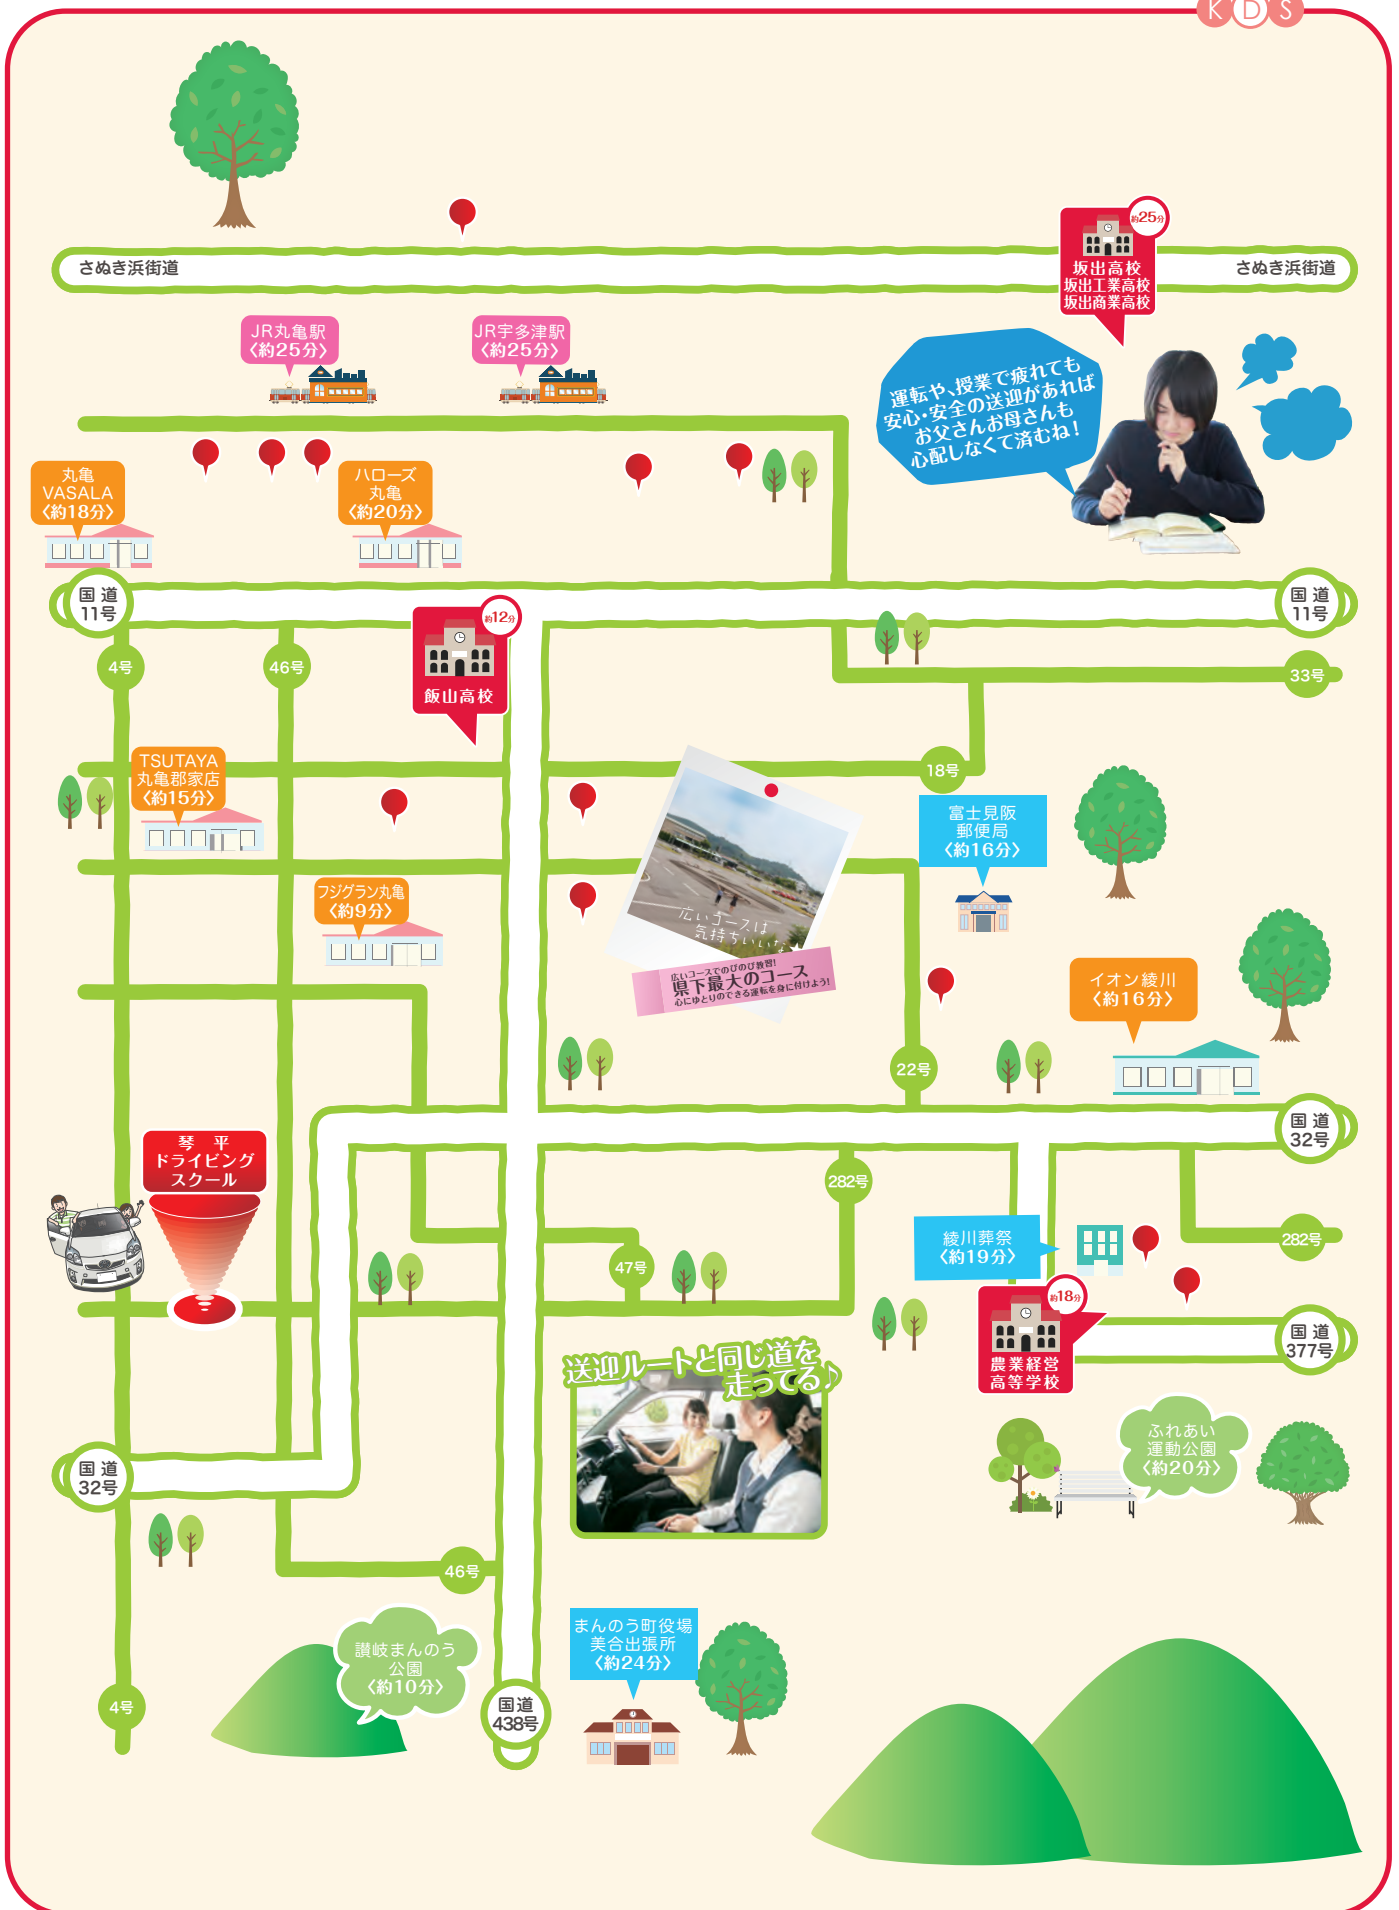 KDS
約25分
さぬき浜街道
坂出高校
坂出工業高校
坂出商業高校
さぬき浜街道
JR丸亀駅
〈約25分〉
JR宇多津駅
〈約25分〉
運転や、授業で疲れても
安心・安全の送迎があれば
お父さんお母さんも
心配しなくて済むね！
丸亀
VASALA
〈約18分〉
ハローズ
丸亀
〈約20分〉
国道
11号
国道
11号
約12分
飯山高校
4号
46号
33号
TSUTAYA
丸亀郡家店
〈約15分〉
18号
富士見阪
郵便局
〈約16分〉
フジグラン丸亀
〈約9分〉
広いコースは
気持ちいいな★
広いコースでのびのび教習!
県下最大のコース
心にゆとりのできる運転を身に付けよう!
イオン綾川
〈約16分〉
22号
国道
32号
琴平
ドライビング
スクール
282号
綾川葬祭
〈約19分〉
282号
47号
約18分
農業経営
高等学校
国道
377号
送迎ルートと同じ道を
走ってる♪
ふれあい
運動公園
〈約20分〉
国道
32号
46号
讃岐まんのう
公園
〈約10分〉
まんのう町役場
美合出張所
〈約24分〉
4号
国道
438号